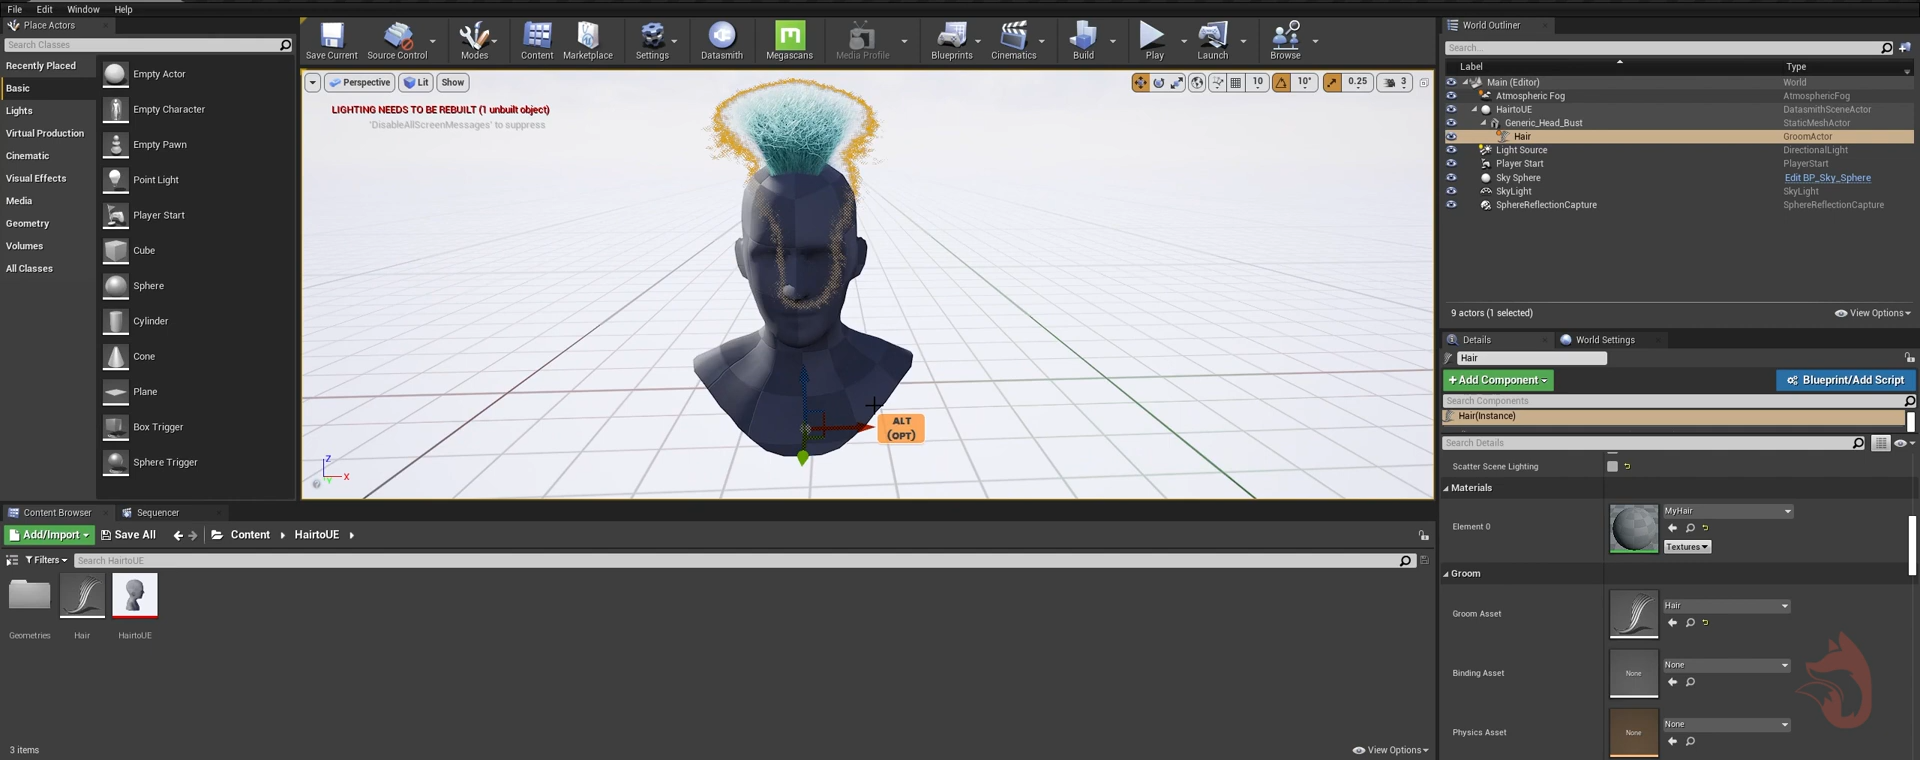 File Edit Window Help
Place Actors
Search Classes
Recently Placed
Basic
Lights
Virtual Production
Cinematic
Visual Effects
Media
Geometry
Volumes
All Classes
Empty Actor
Empty Character
Empty Pawn
Point Light
Player Start
Cube
Sphere
Cylinder
Cone
Plane
Box Trigger
Sphere Trigger
Save Current Source Control Modes Content Marketplace Settings Datasmith Megascans Media Profile Blueprints Cinematics Build Play Launch Browse
Perspective Lit Show
10 10° 0.25 3
LIGHTING NEEDS TO BE REBUILT (1 unbuilt object)
'DisableAllScreenMessages' to suppress
ALT
(OPT)
Z
X
Y
Content Browser Sequencer
Add/Import Save All Content HairtoUE
Filters Search HairtoUE
Geometries Hair HairtoUE
3 items View Options
World Outliner
Search...
Label Type
Main (Editor) World
Atmospheric Fog AtmosphericFog
HairtoUE DatasmithSceneActor
Generic_Head_Bust StaticMeshActor
Hair GroomActor
Light Source DirectionalLight
Player Start PlayerStart
Sky Sphere Edit BP_Sky_Sphere
SkyLight SkyLight
SphereReflectionCapture SphereReflectionCapture
9 actors (1 selected) View Options
Details World Settings
Hair
+Add Component Blueprint/Add Script
Search Components
Hair(Instance)
Search Details
Scatter Scene Lighting
Materials
Element 0 MyHair
Textures
Groom
Groom Asset Hair
Binding Asset None None
Physics Asset None None